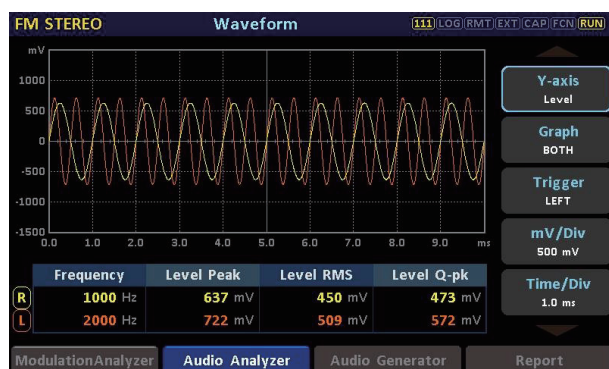 FM STEREO Waveform 111 LOG RMT EXT CAP FCN RUN
mV
1000
500
0
-500
-1000
-1500
0.0 1.0 2.0 3.0 4.0 5.0 6.0 7.0 8.0 9.0 ms
Y-axis
Level
Graph
BOTH
Trigger
LEFT
mV/Div
500 mV
Time/Div
1.0 ms
Frequency Level Peak Level RMS Level Q-pk
R 1000 Hz 637 mV 450 mV 473 mV
L 2000 Hz 722 mV 509 mV 572 mV
ModulationAnalyzer Audio Analyzer Audio Generator Report